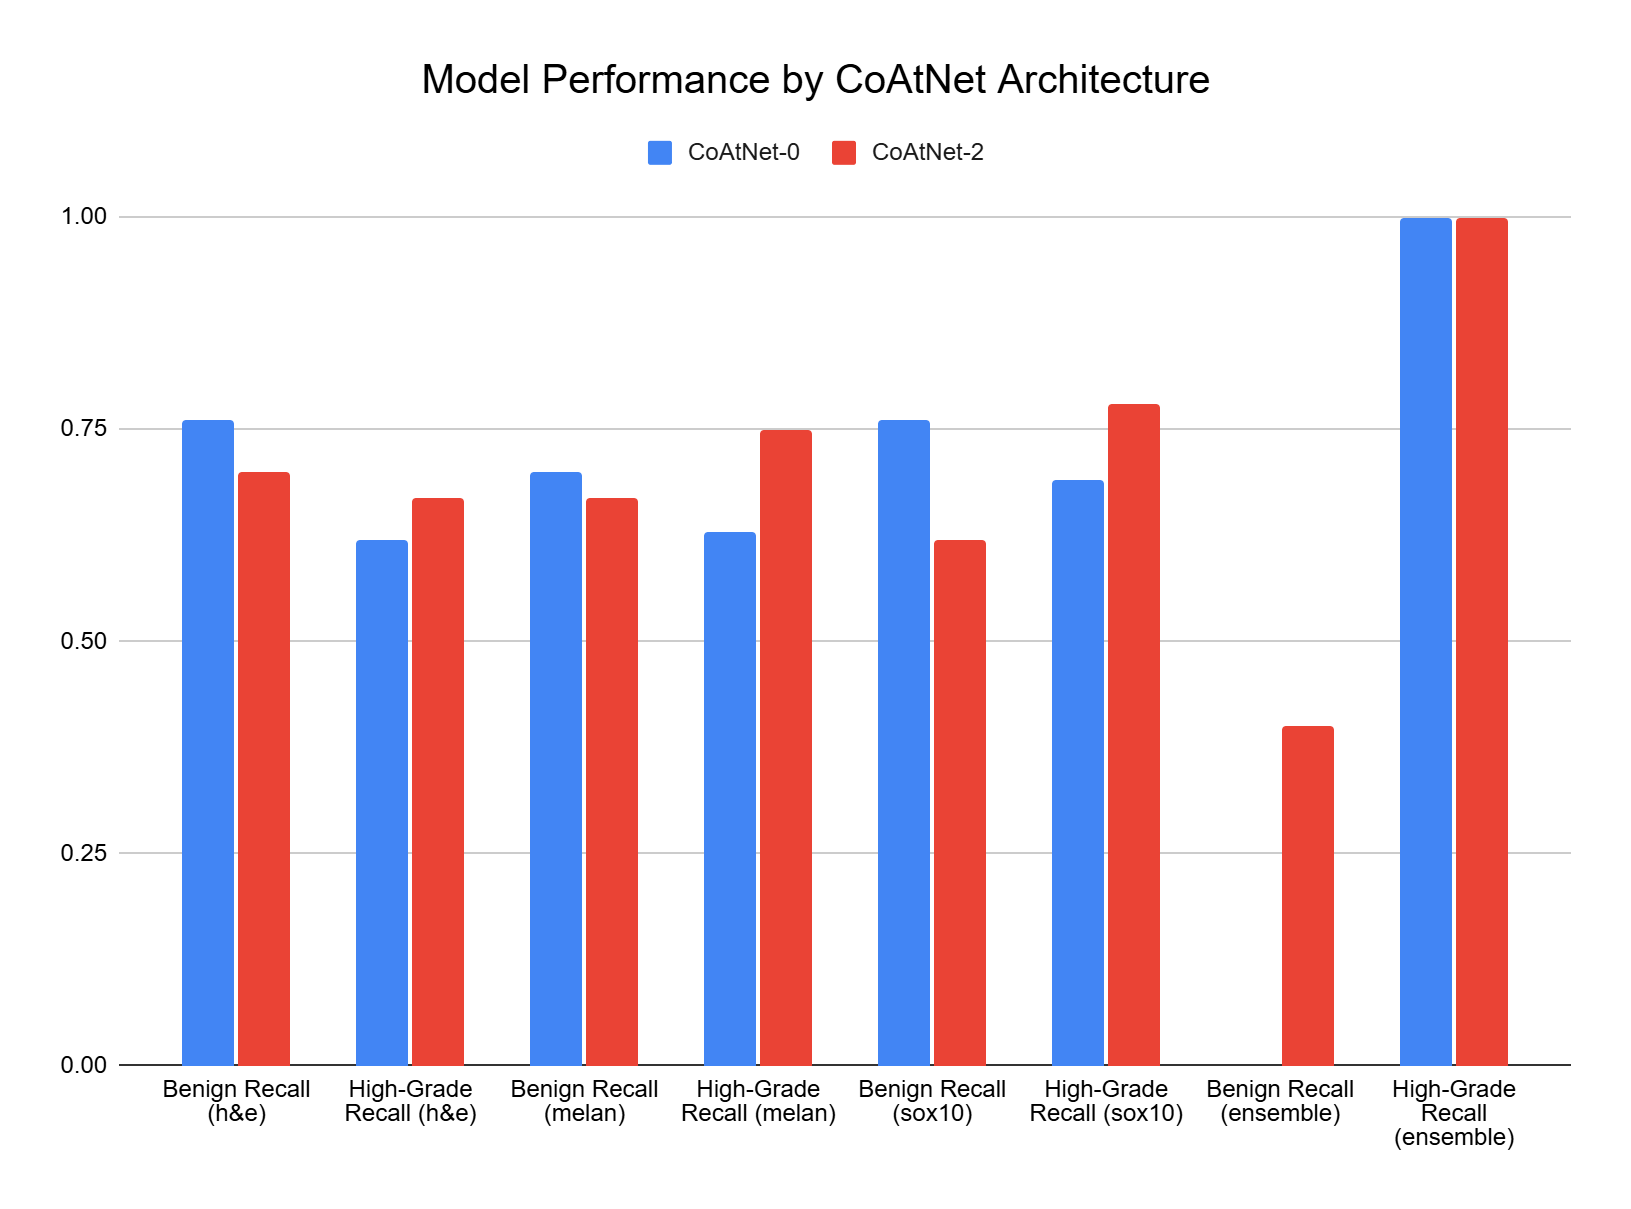 Model Performance by CoAtNet Architecture
CoAtNet-0
CoAtNet-2
1.00
0.75
0.50
0.25
0.00
Benign Recall
(h&e)
High-Grade
Recall (h&e)
Benign Recall
(melan)
High-Grade
Recall (melan)
Benign Recall
(sox10)
High-Grade
Recall (sox10)
Benign Recall
(ensemble)
High-Grade
Recall
(ensemble)